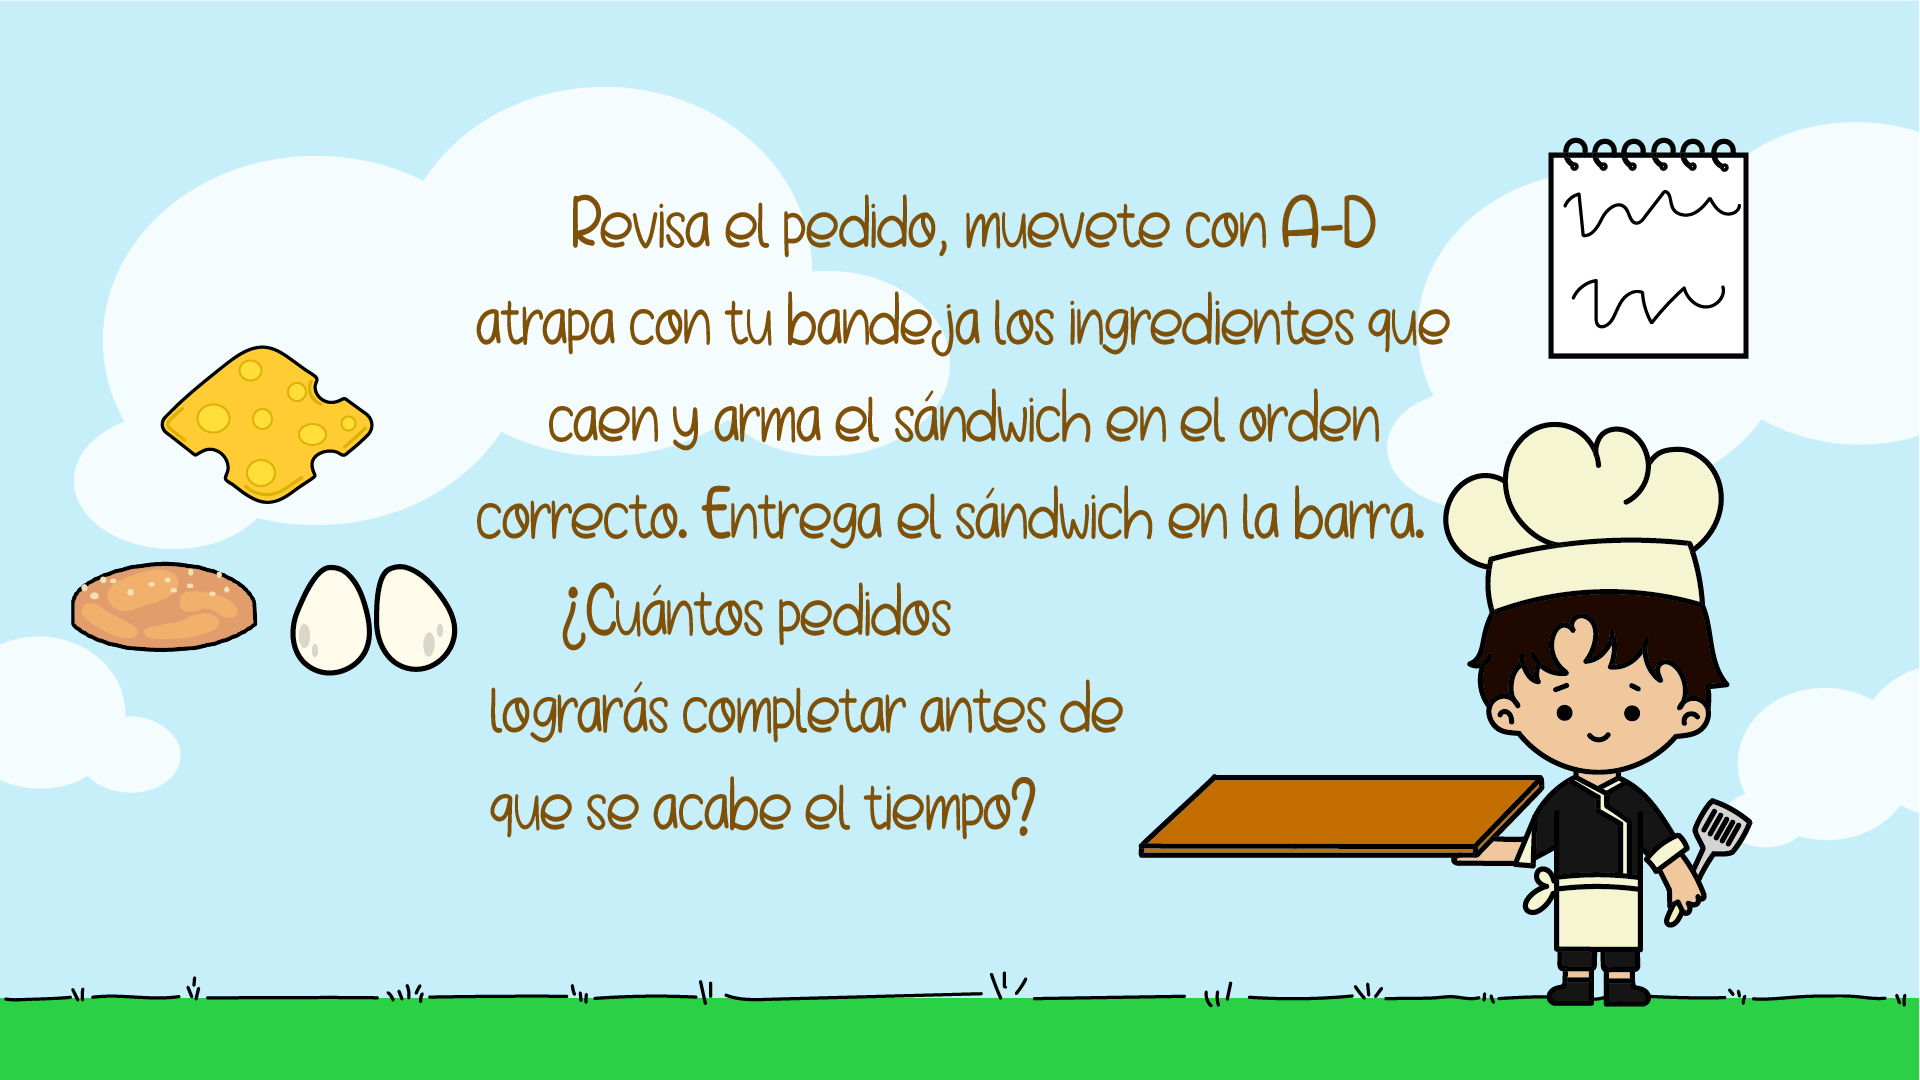 Revisa el pedido, muevete con A-D
atrapa con tu bandeja los ingredientes que
caen y arma el sándwich en el orden
correcto. Entrega el sándwich en la barra.
¿Cuántos pedidos
lograrás completar antes de
que se acabe el tiempo?